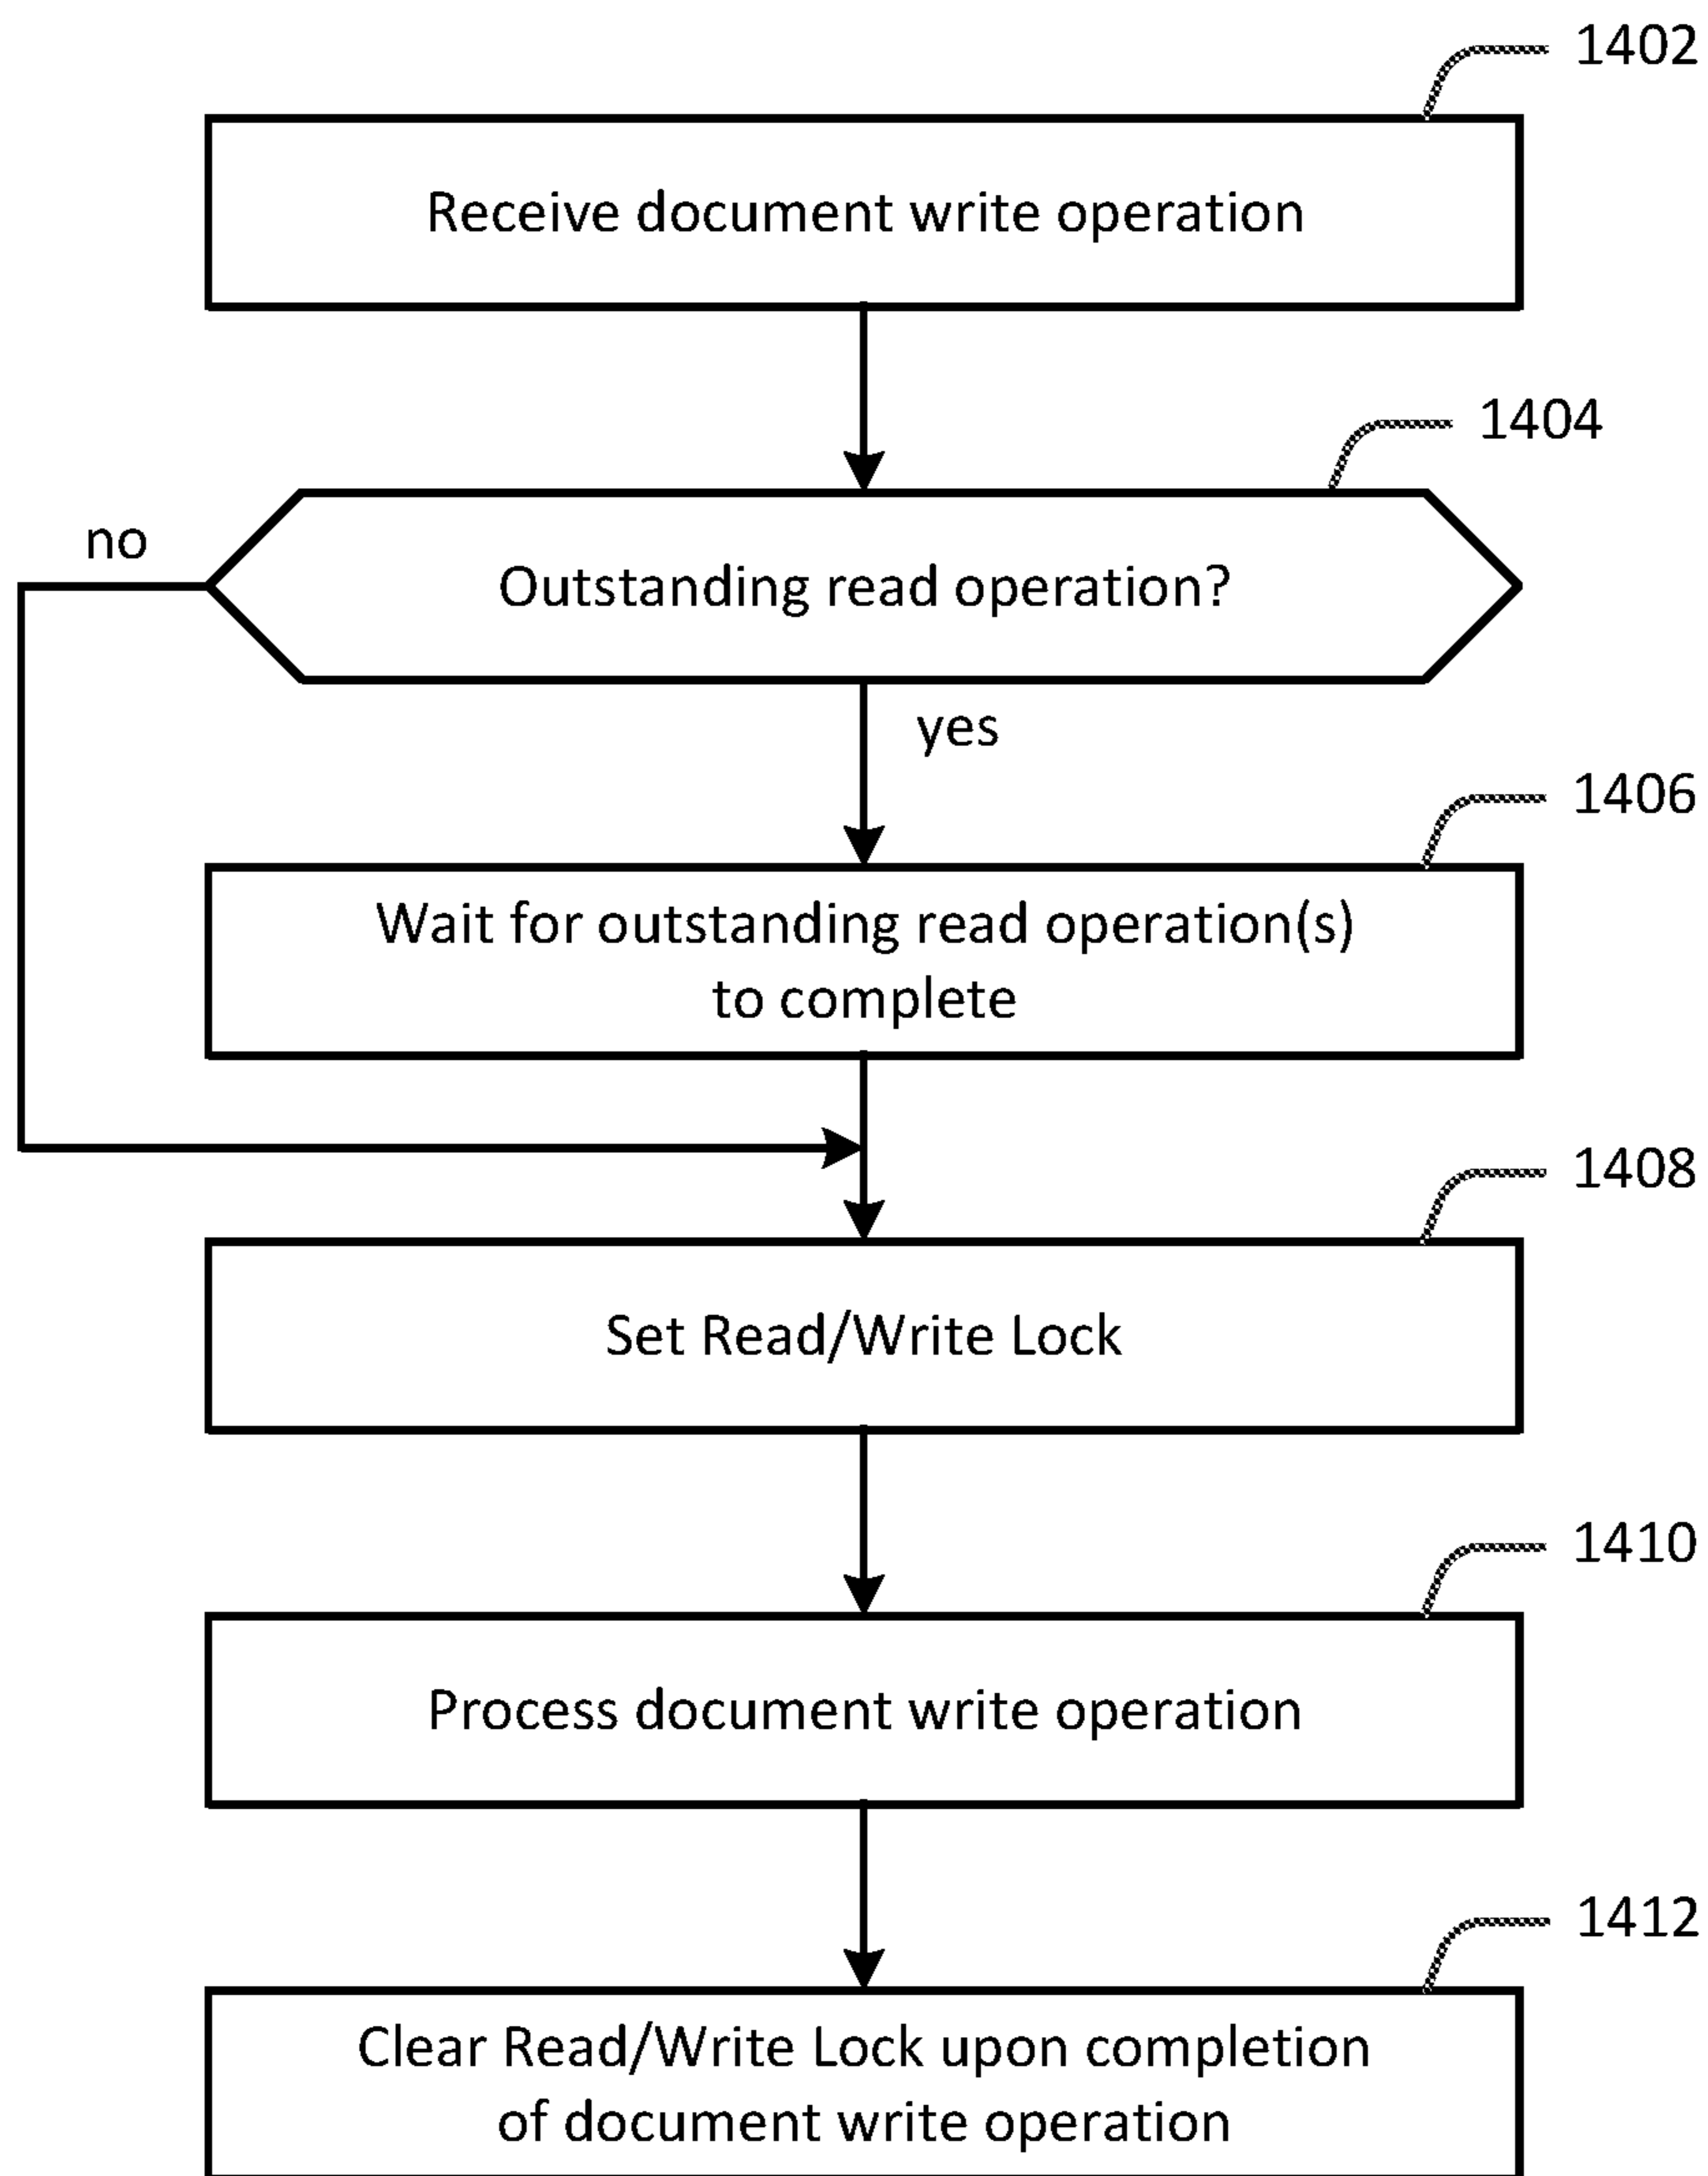 1402
Receive document write operation
1404
no
Outstanding read operation?
yes
1406
Wait for outstanding read operation(s)
to complete
1408
Set Read/Write Lock
1410
Process document write operation
1412
Clear Read/Write Lock upon completion
of document write operation